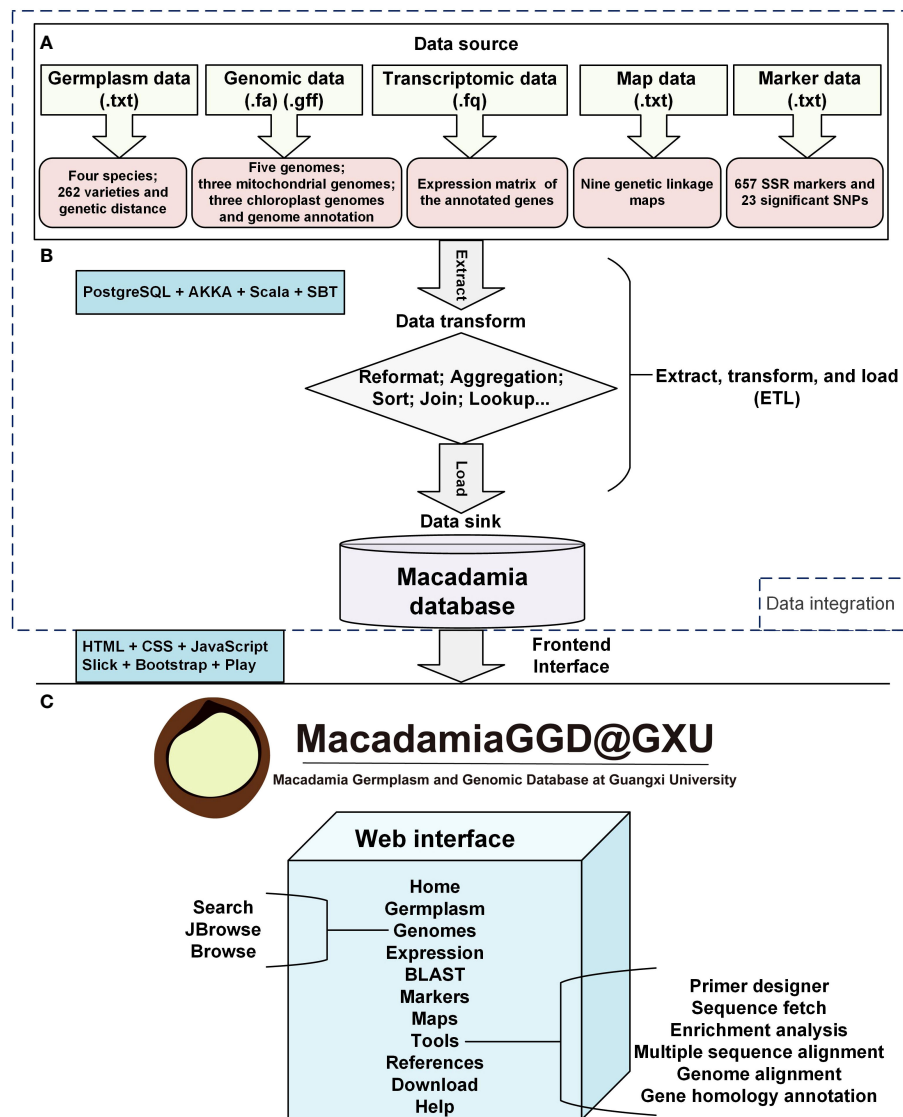 A
Data source
Germplasm data
(.txt)
Genomic data
(.fa) (.gff)
Transcriptomic data
(.fq)
Map data
(.txt)
Marker data
(.txt)
Four species;
262 varieties and
genetic distance
Five genomes;
three mitochondrial genomes;
three chloroplast genomes
and genome annotation
Expression matrix of
the annotated genes
Nine genetic linkage
maps
657 SSR markers and
23 significant SNPs
B
PostgreSQL + AKKA + Scala + SBT
Extract
Data transform
Reformat; Aggregation;
Sort; Join; Lookup...
Extract, transform, and load
(ETL)
Load
Data sink
Macadamia
database
Data integration
HTML + CSS + JavaScript
Slick + Bootstrap + Play
Frontend
Interface
C
MacadamiaGGD@GXU
Macadamia Germplasm and Genomic Database at Guangxi University
Web interface
Home
Germplasm
Genomes
Expression
BLAST
Markers
Maps
Tools
References
Download
Help
Search
JBrowse
Browse
Primer designer
Sequence fetch
Enrichment analysis
Multiple sequence alignment
Genome alignment
Gene homology annotation